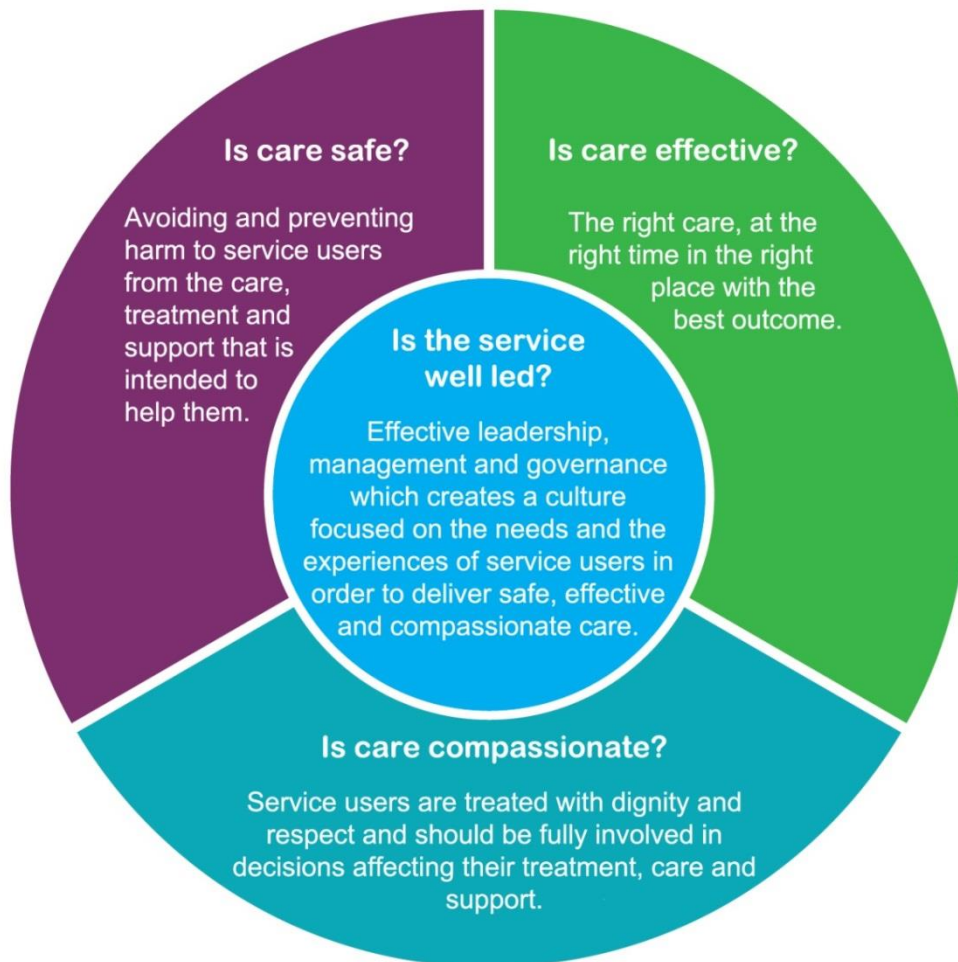 Is care safe?
Avoiding and preventing
harm to service users
from the care,
treatment and
support that is
intended to
help them.
Is care effective?
The right care, at the
right time in the right
place with the
best outcome.
Is the service
well led?
Effective leadership,
management and governance
which creates a culture
focused on the needs and the
experiences of service users in
order to deliver safe, effective
and compassionate care.
Is care compassionate?
Service users are treated with dignity and
respect and should be fully involved in
decisions affecting their treatment, care and
support.